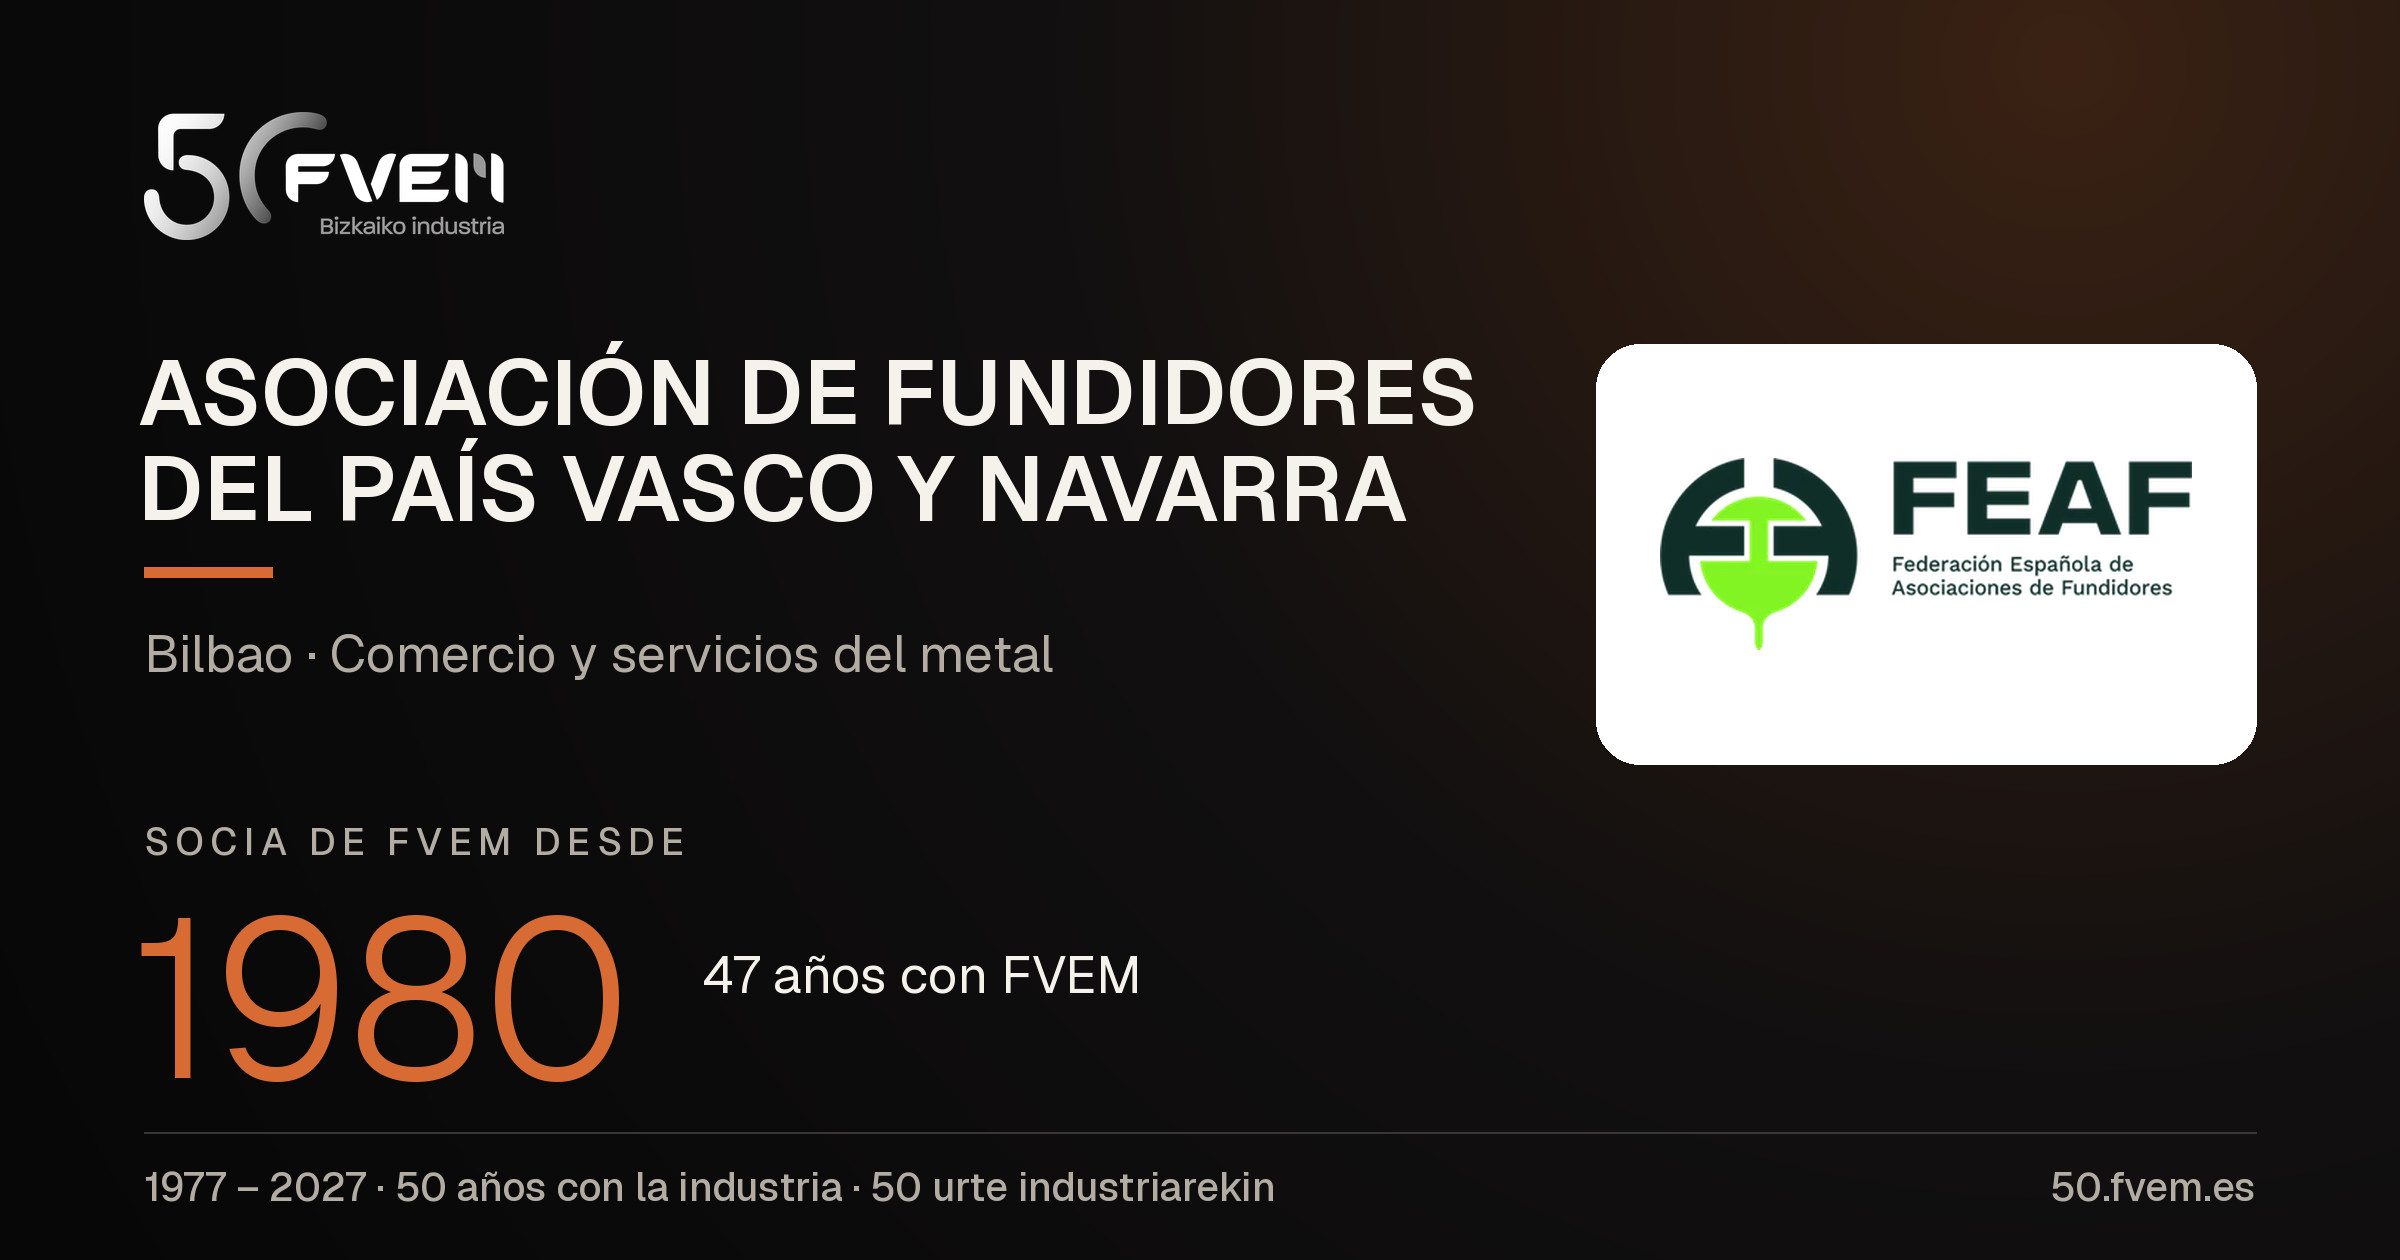 50 FVEM
Bizkaiko industria
ASOCIACIÓN DE FUNDIDORES
DEL PAÍS VASCO Y NAVARRA
FEAF
Federación Española de
Asociaciones de Fundidores
Bilbao · Comercio y servicios del metal
SOCIA DE FVEM DESDE
1980
47 años con FVEM
1977 – 2027 · 50 años con la industria · 50 urte industriarekin
50.fvem.es